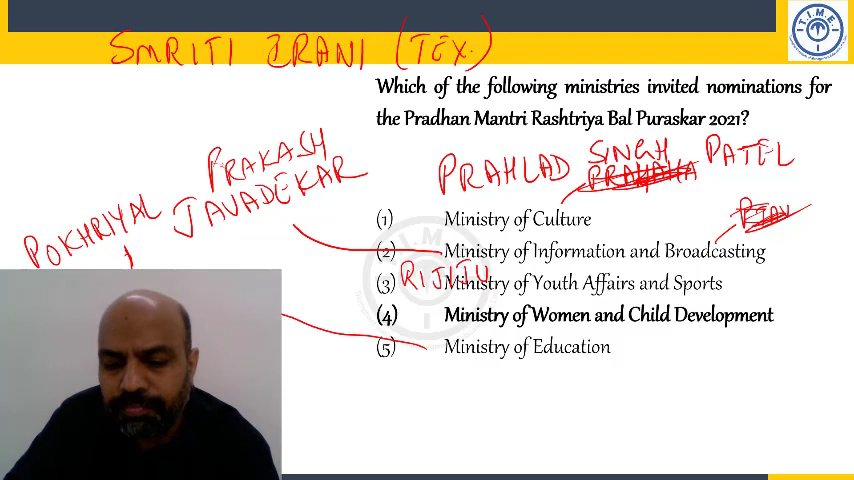 SMRITI IRANI (TEX.)
T.I.M.E.
Which of the following ministries invited nominations for
the Pradhan Mantri Rashtriya Bal Puraskar 2021?
PRAKASH
JAVADEKAR
POKHRIYAL
PRAHLAD SINGH PATEL
(1) Ministry of Culture
(2) Ministry of Information and Broadcasting
RIJIJU
(3) Ministry of Youth Affairs and Sports
(4) Ministry of Women and Child Development
(5) Ministry of Education